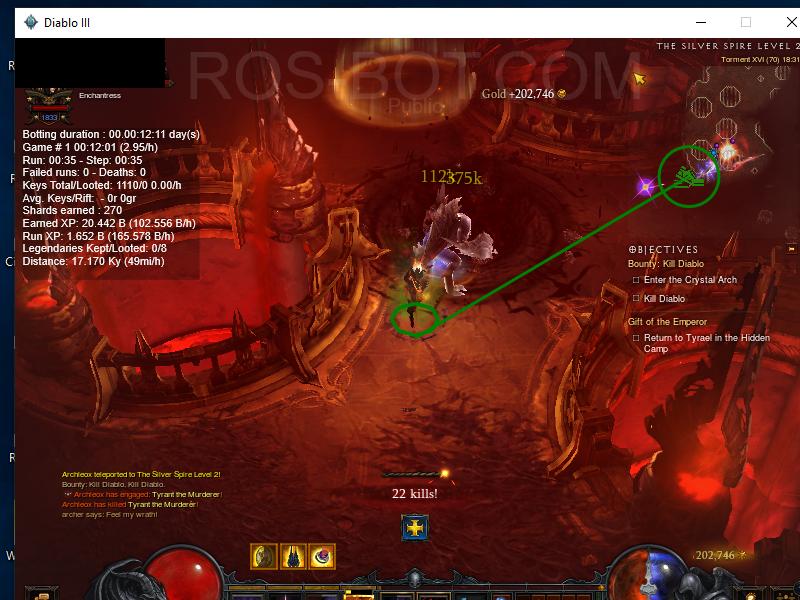 Diablo III
THE SILVER SPIRE LEVEL 2
Torment XVI (70) 18:31
ROS-BOT.COM
Public
Gold +202,746
Enchantress
1833
Botting duration : 00.00:12:11 day(s)
Game # 1 00:12:01 (2.95/h)
Run: 00:35 - Step: 00:35
Failed runs: 0 - Deaths: 0
Keys Total/Looted: 1110/0 0.00/h
Avg. Keys/Rift: - 0r 0gr
Shards earned : 270
Earned XP: 20.442 B (102.556 B/h)
Run XP: 1.652 B (165.578 B/h)
Legendaries Kept/Looted: 0/8
Distance: 17.170 Ky (49mi/h)
375k
OBJECTIVES
Bounty: Kill Diablo
Enter the Crystal Arch
Kill Diablo
Gift of the Emperor
Return to Tyrael in the Hidden
Camp
Archleox teleported to The Silver Spire Level 2!
Bounty: Kill Diablo, Kill Diablo.
Archleox has engaged: Tyrant the Murderer!
Archleox has killed Tyrant the Murderer!
archer says: Feel my wrath!
22 kills!
202,746